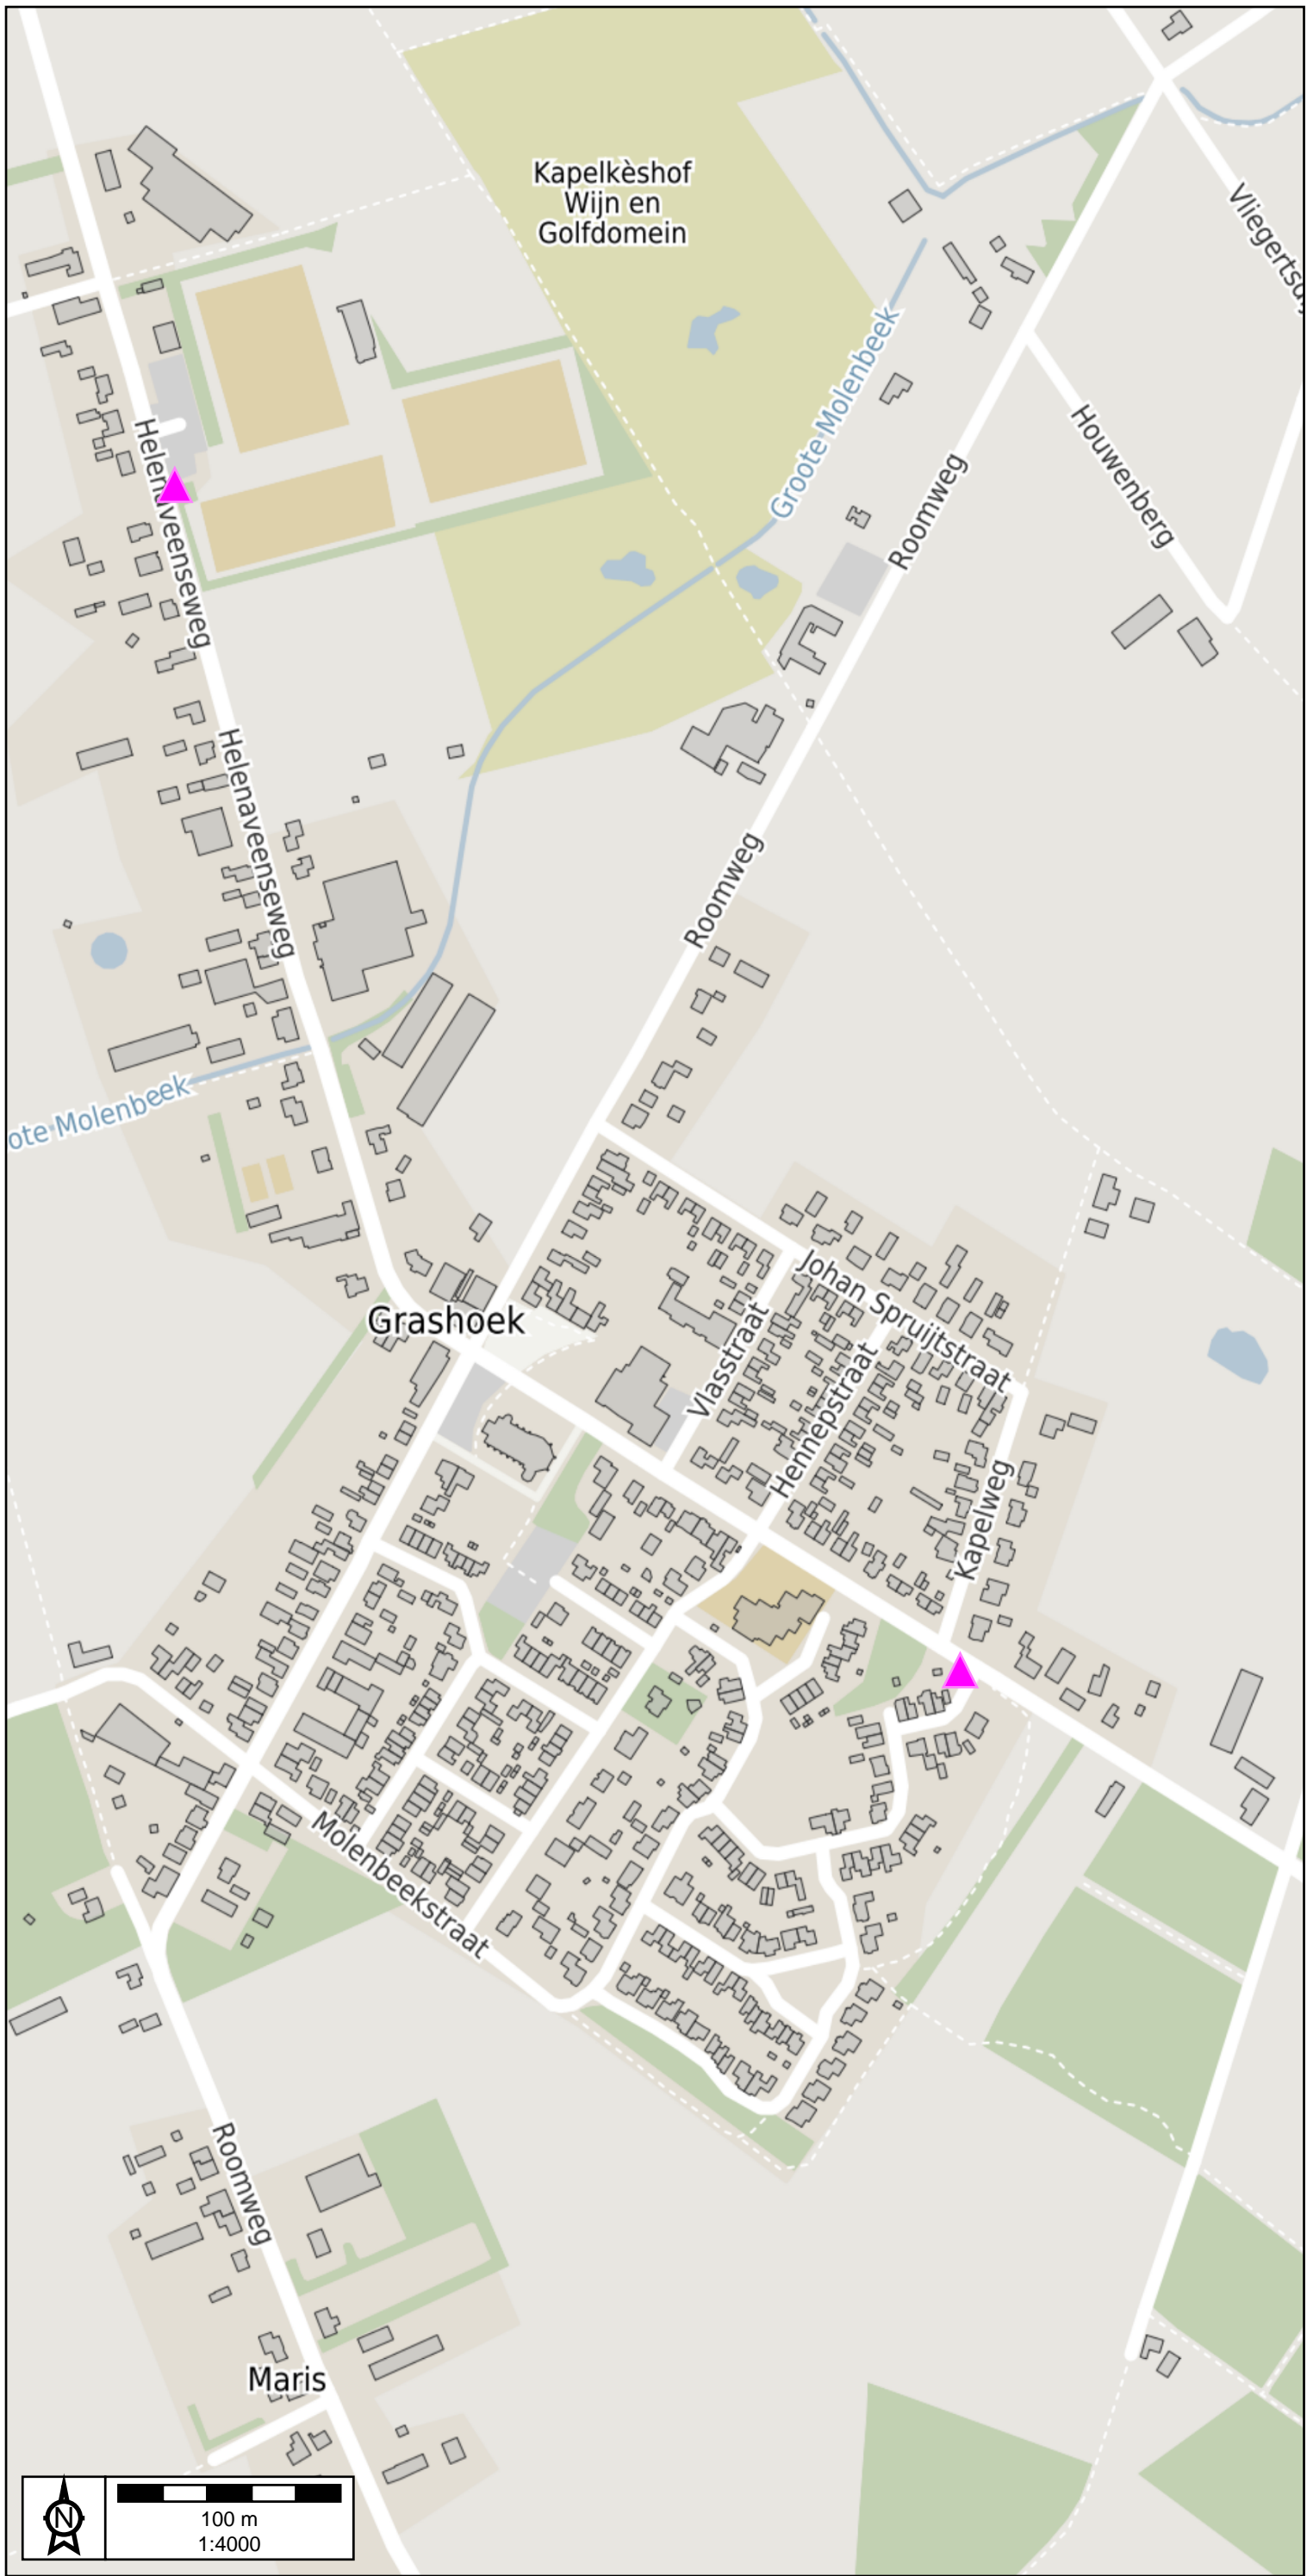 Kapelkèshof
Wijn en
Golfdomein
Vliegertsd
Groote Molenbeek
Houwenberg
Roomweg
Helenaveenseweg
Helenaveenseweg
Roomweg
ote Molenbeek
Johan Spruijtstraat
Grashoek
Vlasstraat
Hennepstraat
Kapelweg
Molenbeekstraat
Roomweg
Maris
N
100 m
1:4000